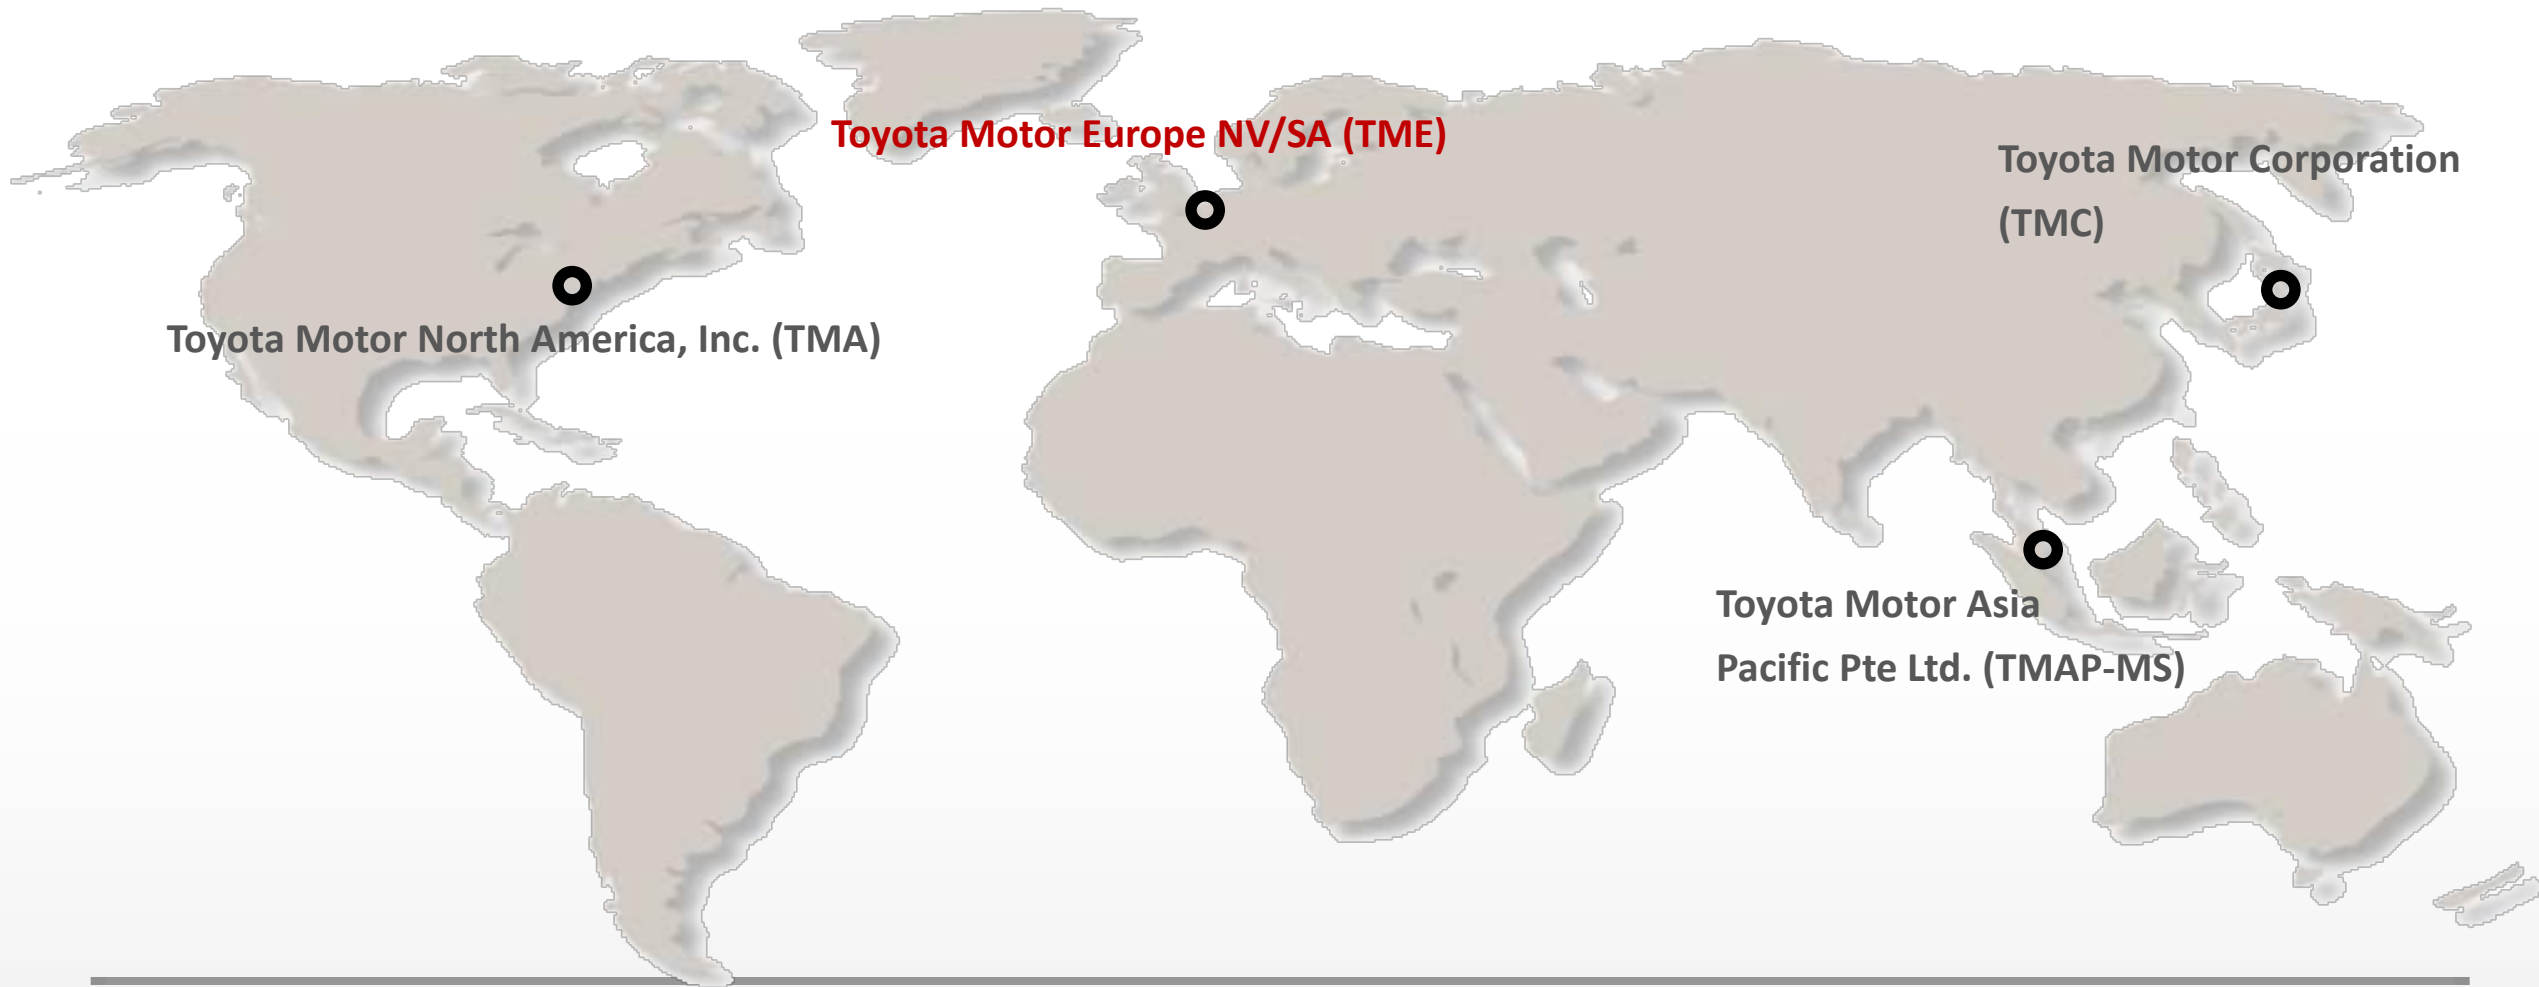 Toyota Motor Europe NV/SA (TME)
Toyota Motor Corporation
(TMC)
Toyota Motor North America, Inc. (TMA)
Toyota Motor Asia
Pacific Pte Ltd. (TMAP-MS)